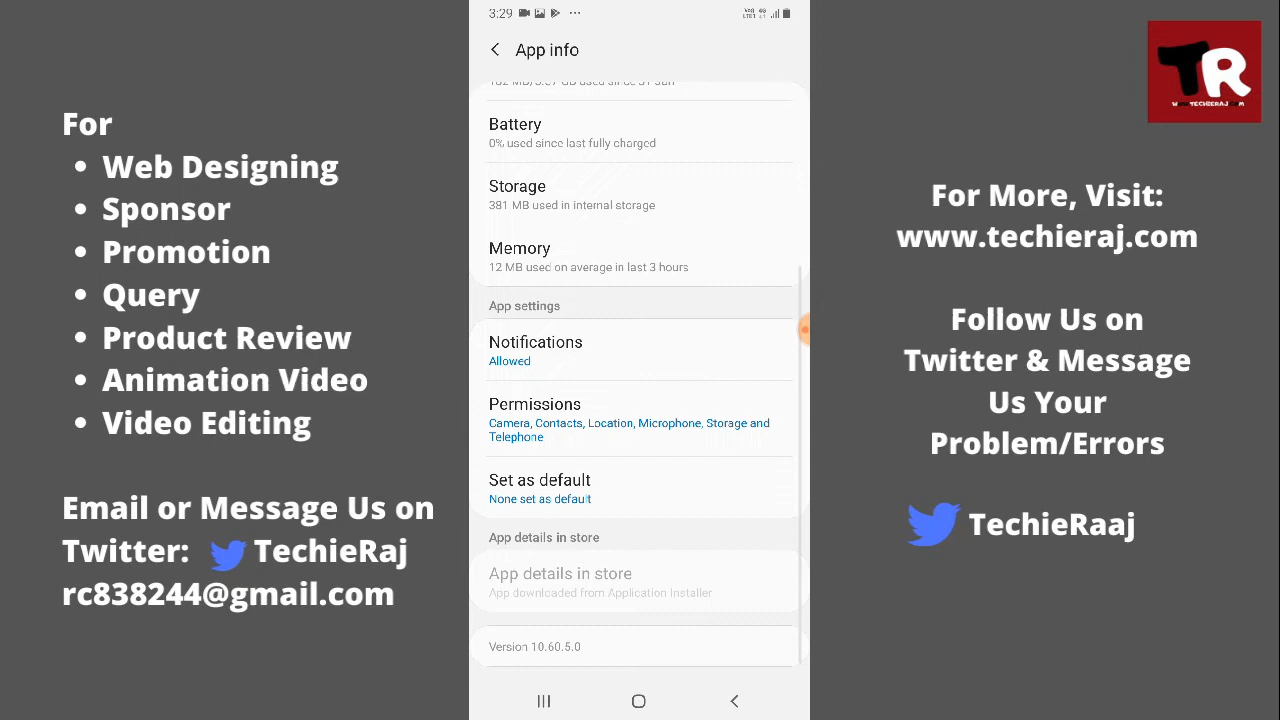 For
• Web Designing
• Sponsor
• Promotion
• Query
• Product Review
• Animation Video
• Video Editing
Email or Message Us on
Twitter: TechieRaj
rc838244@gmail.com
3:29
App info
Battery
0% used since last fully charged
Storage
381 MB used in internal storage
Memory
12 MB used on average in last 3 hours
App settings
Notifications
Allowed
Permissions
Camera, Contacts, Location, Microphone, Storage and
Telephone
Set as default
None set as default
App details in store
App details in store
App downloaded from Application Installer
Version 10.60.5.0
TR
WWW.TECHIERAJ.COM
For More, Visit:
www.techieraj.com
Follow Us on
Twitter & Message
Us Your
Problem/Errors
TechieRaaj